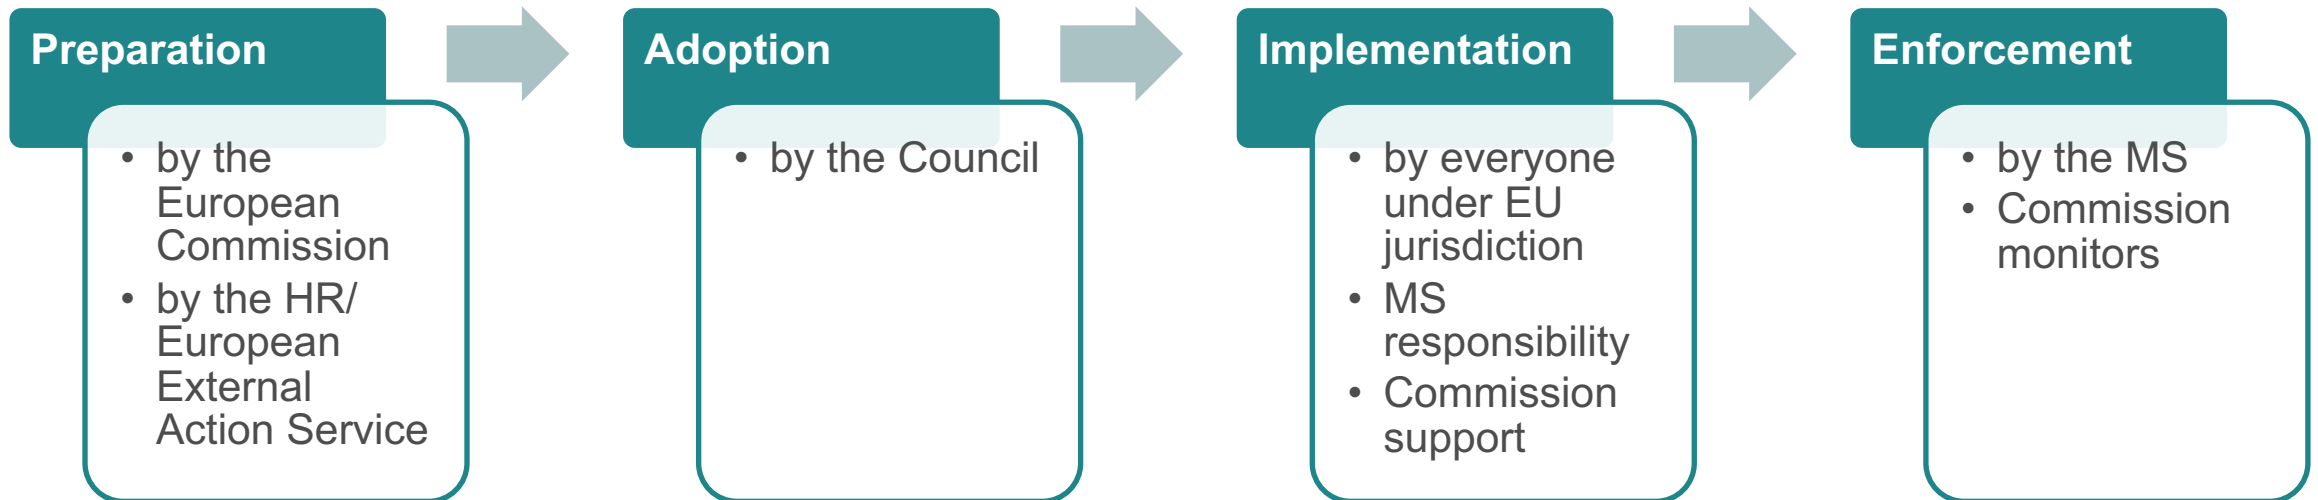 Preparation
• by the
European
Commission
• by the HR/
European
External
Action Service
Adoption
• by the Council
Implementation
• by everyone
under EU
jurisdiction
• MS
responsibility
• Commission
support
Enforcement
• by the MS
• Commission
monitors